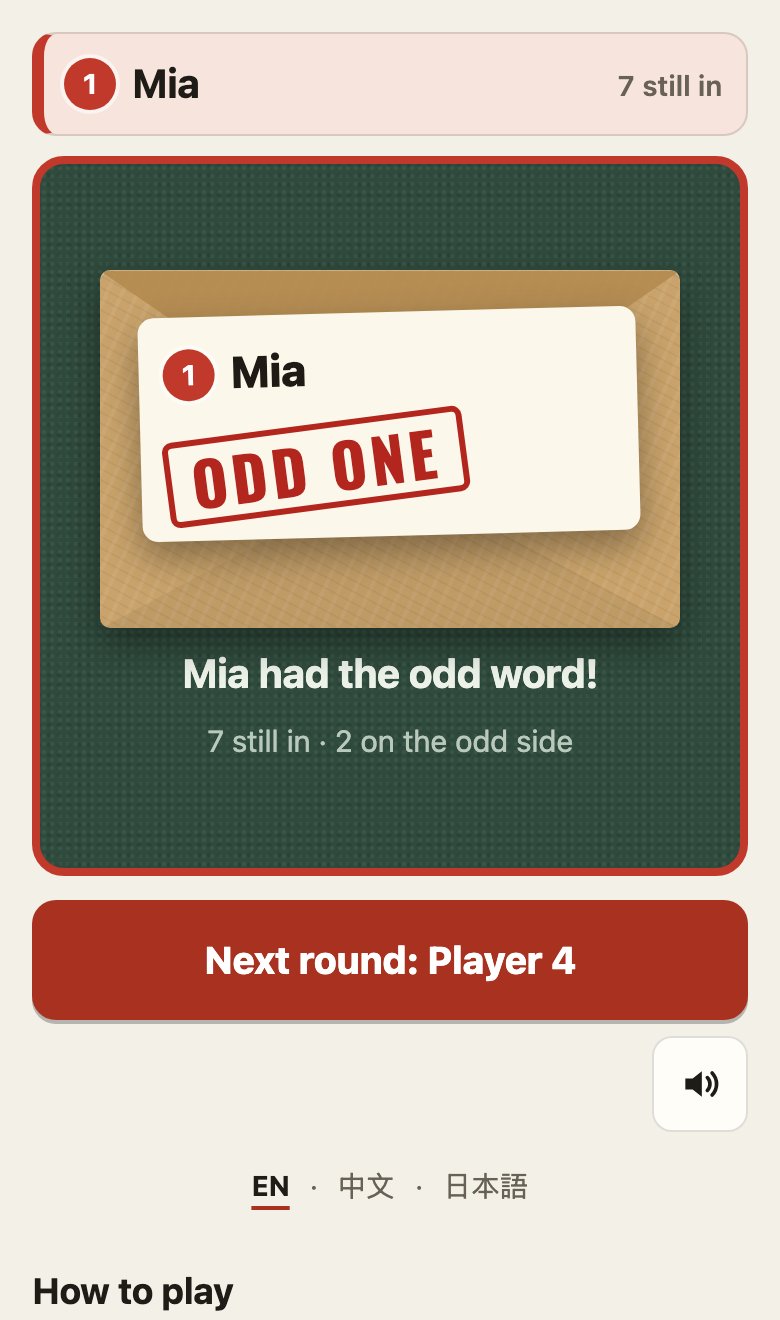 1 Mia 7 still in
1 Mia
ODD ONE
Mia had the odd word!
7 still in · 2 on the odd side
Next round: Player 4
EN · 中文 · 日本語
How to play